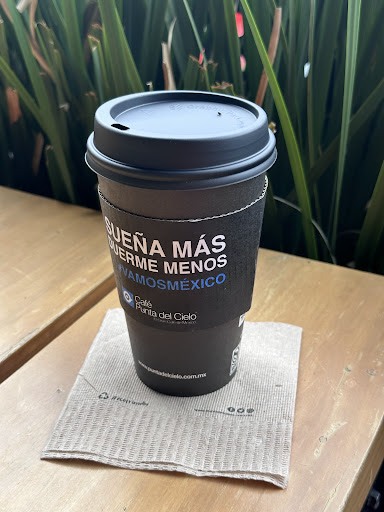 SUEÑA MÁS
DUERME MENOS
#VAMOSMÉXICO
Café
Punta del Cielo
www.puntadelcielo.com.mx